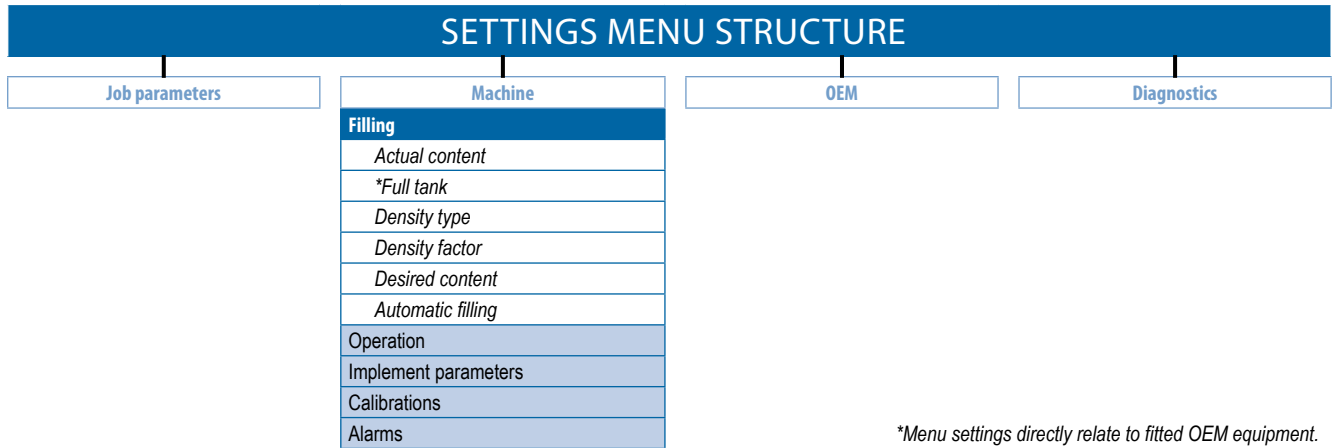 SETTINGS MENU STRUCTURE
Job parameters
Machine
OEM
Diagnostics
Filling
Actual content
*Full tank
Density type
Density factor
Desired content
Automatic filling
Operation
Implement parameters
Calibrations
Alarms
*Menu settings directly relate to fitted OEM equipment.